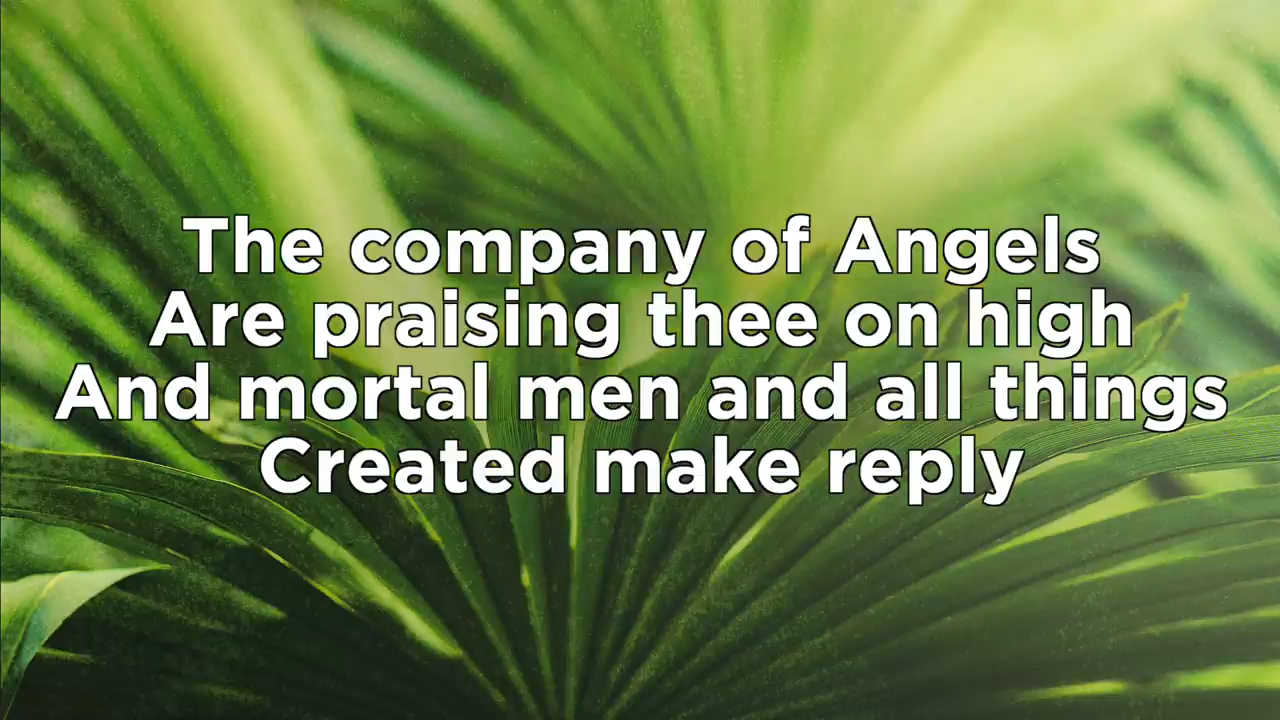 The company of Angels
Are praising thee on high
And mortal men and all things
Created make reply